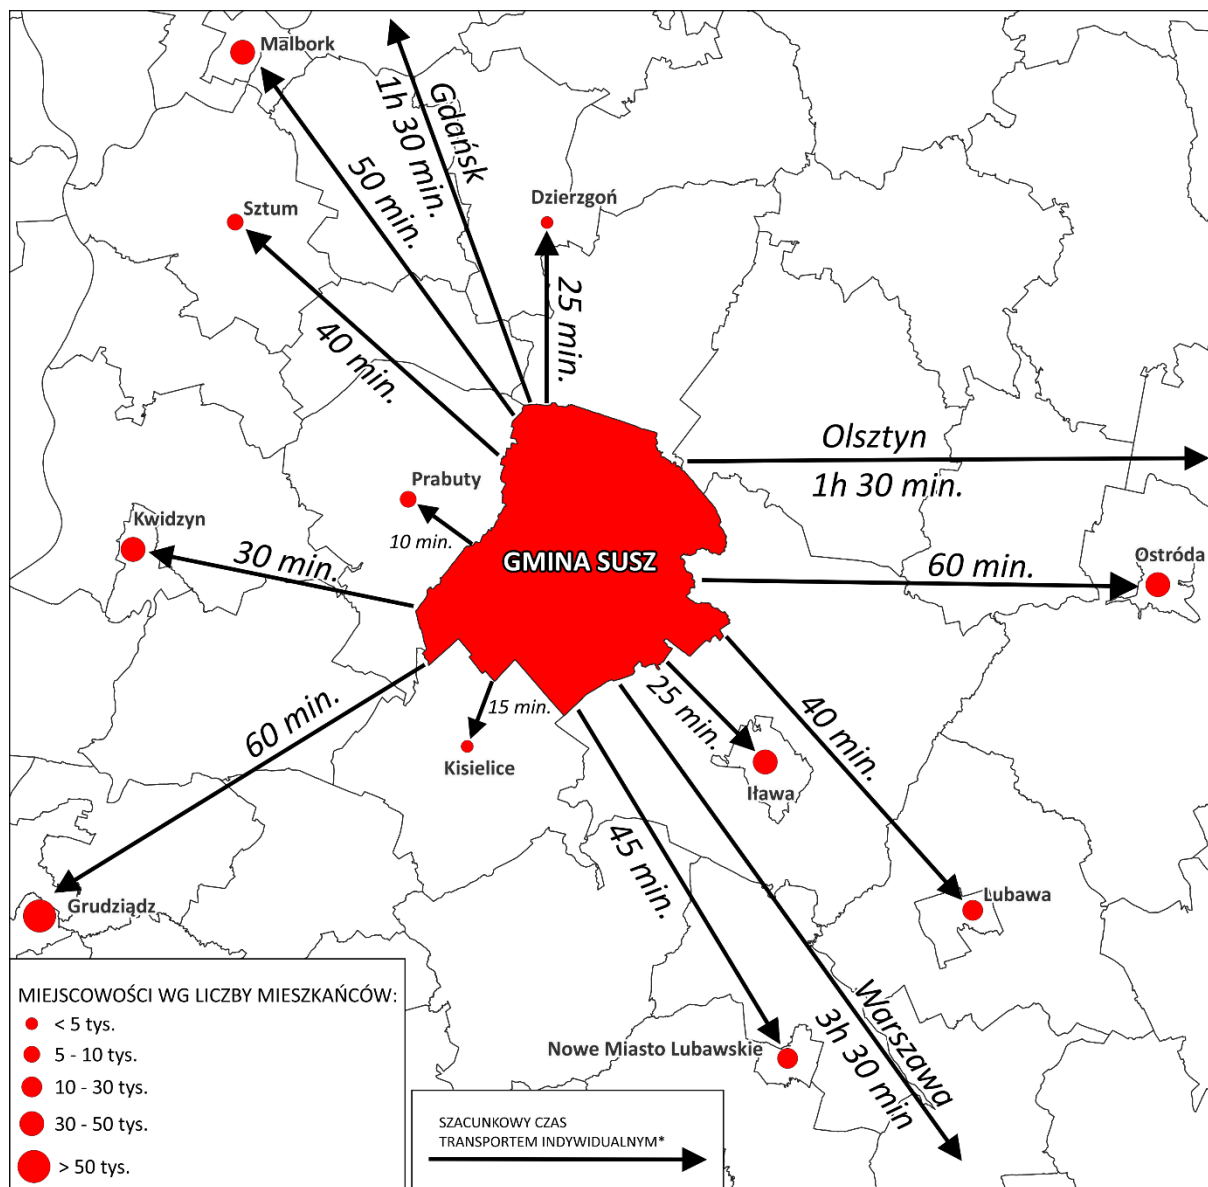 Malbork
Gdańsk
1h 30 min.
50 min.
Sztum
Dzierzgoń
25 min.
40 min.
Olsztyn
1h 30 min.
Prabuty
10 min.
Kwidzyn
30 min.
GMINA SUSZ
60 min.
Ostróda
60 min.
15 min.
Kisielice
25 min.
Iława
40 min.
45 min.
Lubawa
Grudziądz
Warszawa
3h 30 min
Nowe Miasto Lubawskie
MIEJSCOWOŚCI WG LICZBY MIESZKAŃCÓW:
< 5 tys.
5 - 10 tys.
10 - 30 tys.
30 - 50 tys.
> 50 tys.
SZACUNKOWY CZAS
TRANSPORTEM INDYWIDUALNYM*